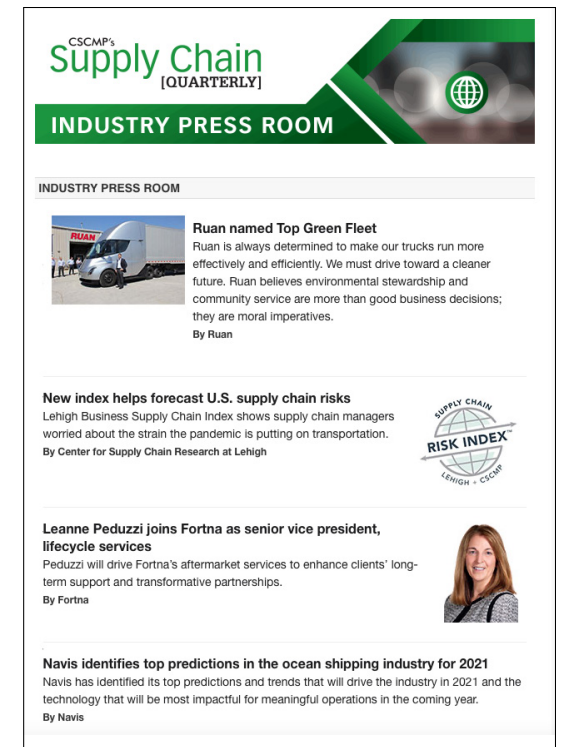 CSCMP's
Supply Chain
[QUARTERLY]
INDUSTRY PRESS ROOM
INDUSTRY PRESS ROOM
RUAN
Ruan named Top Green Fleet
Ruan is always determined to make our trucks run more
effectively and efficiently. We must drive toward a cleaner
future. Ruan believes environmental stewardship and
community service are more than good business decisions;
they are moral imperatives.
By Ruan
New index helps forecast U.S. supply chain risks
Lehigh Business Supply Chain Index shows supply chain managers
worried about the strain the pandemic is putting on transportation.
By Center for Supply Chain Research at Lehigh
SUPPLY CHAIN
RISK INDEX™
LEHIGH + CSCMP
Leanne Peduzzi joins Fortna as senior vice president,
lifecycle services
Peduzzi will drive Fortna's aftermarket services to enhance clients' long-
term support and transformative partnerships.
By Fortna
Navis identifies top predictions in the ocean shipping industry for 2021
Navis has identified its top predictions and trends that will drive the industry in 2021 and the
technology that will be most impactful for meaningful operations in the coming year.
By Navis